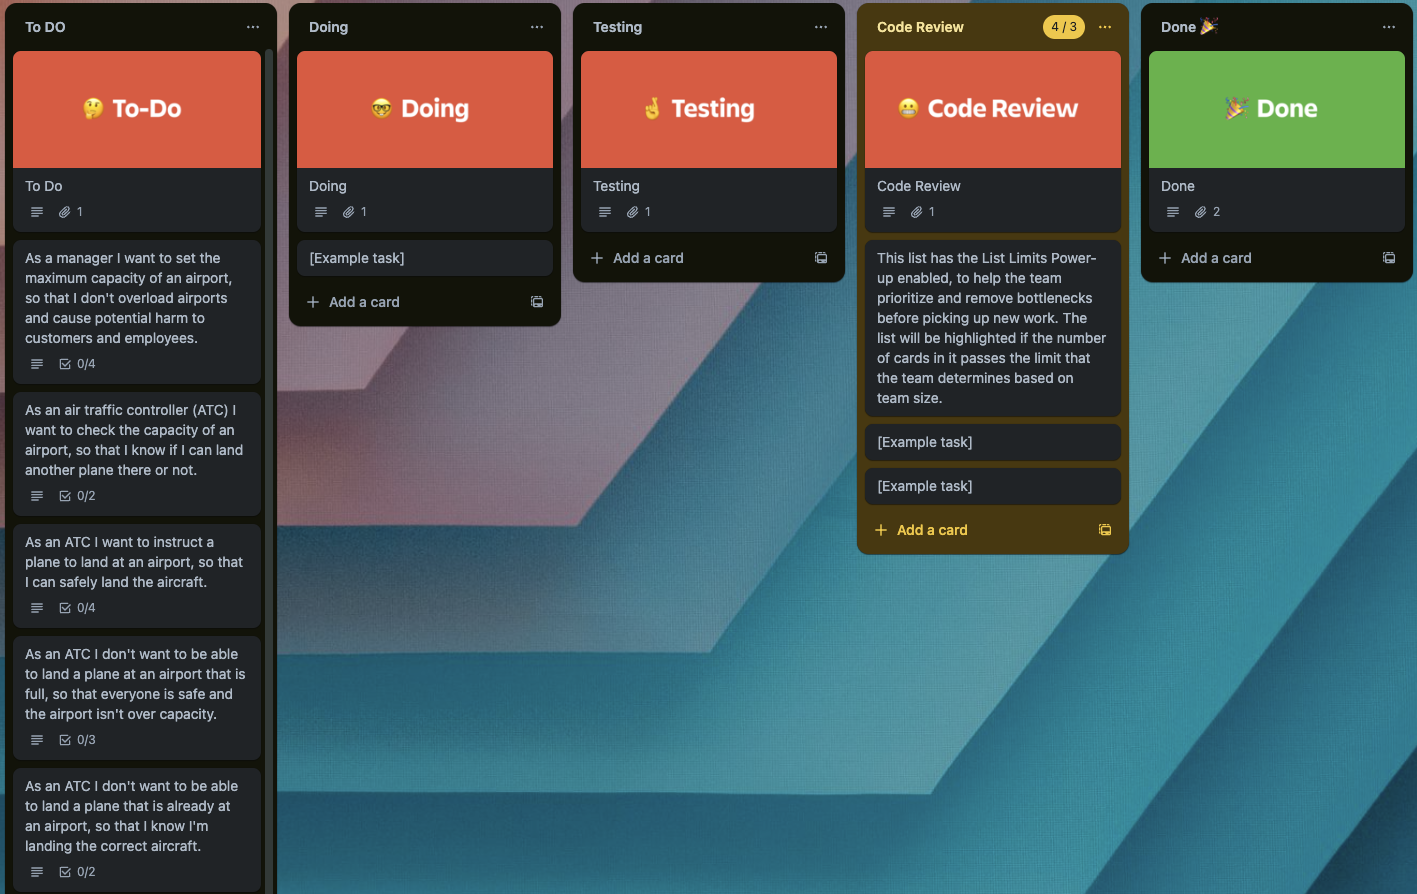 To DO
🤔 To-Do
To Do
1
As a manager I want to set the
maximum capacity of an airport,
so that I don't overload airports
and cause potential harm to
customers and employees.
0/4
As an air traffic controller (ATC) I
want to check the capacity of an
airport, so that I know if I can land
another plane there or not.
0/2
As an ATC I want to instruct a
plane to land at an airport, so that
I can safely land the aircraft.
0/4
As an ATC I don't want to be able
to land a plane at an airport that is
full, so that everyone is safe and
the airport isn't over capacity.
0/3
As an ATC I don't want to be able
to land a plane that is already at
an airport, so that I know I'm
landing the correct aircraft.
0/2
Doing
🤓 Doing
Doing
1
[Example task]
+ Add a card
Testing
🤞 Testing
Testing
1
+ Add a card
Code Review 4 / 3
😬 Code Review
Code Review
1
This list has the List Limits Power-
up enabled, to help the team
prioritize and remove bottlenecks
before picking up new work. The
list will be highlighted if the number
of cards in it passes the limit that
the team determines based on
team size.
[Example task]
[Example task]
+ Add a card
Done 🎉
🎉 Done
Done
2
+ Add a card